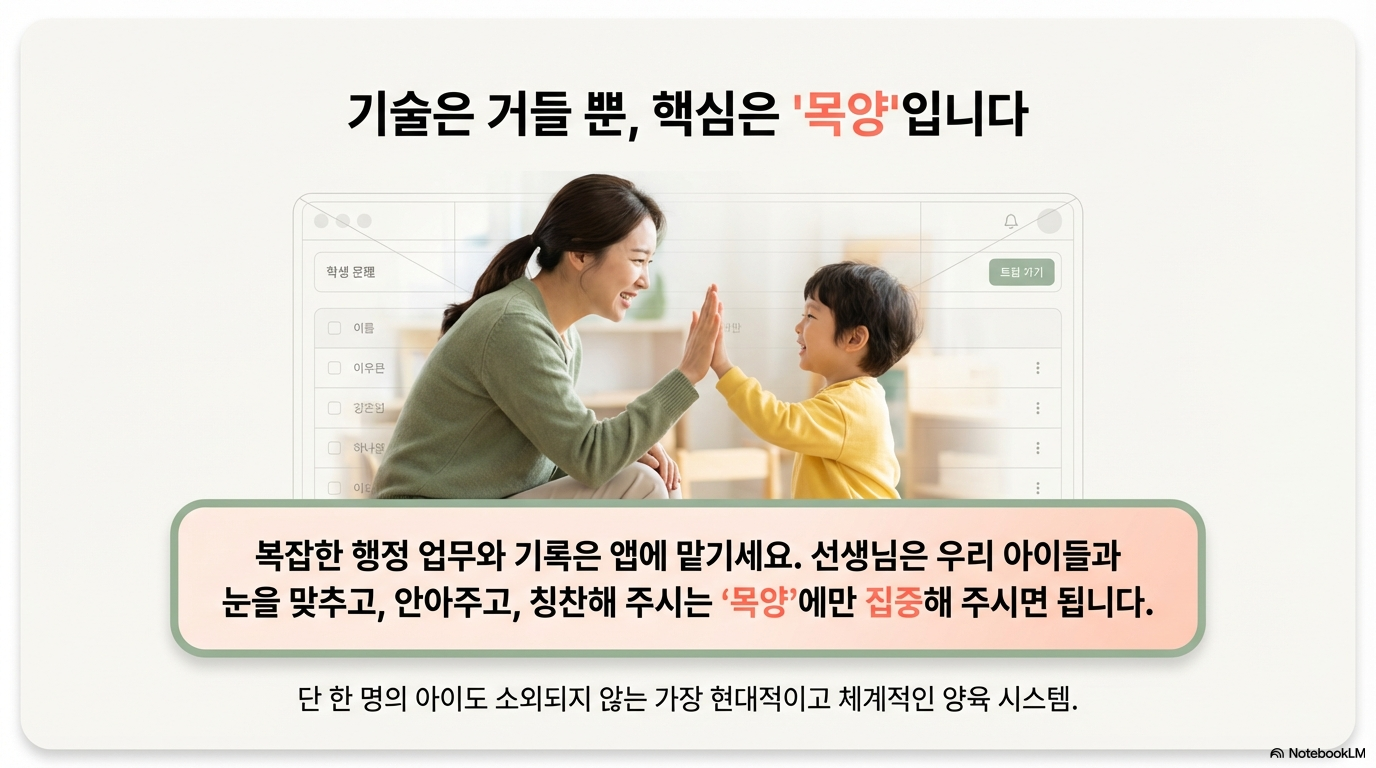 기술은 거들 뿐, 핵심은 '목양'입니다
학생
이름
복잡한 행정 업무와 기록은 앱에 맡기세요. 선생님은 우리 아이들과
눈을 맞추고, 안아주고, 칭찬해 주시는 ‘목양’에만 집중해 주시면 됩니다.
단 한 명의 아이도 소외되지 않는 가장 현대적이고 체계적인 양육 시스템.
NotebookLM